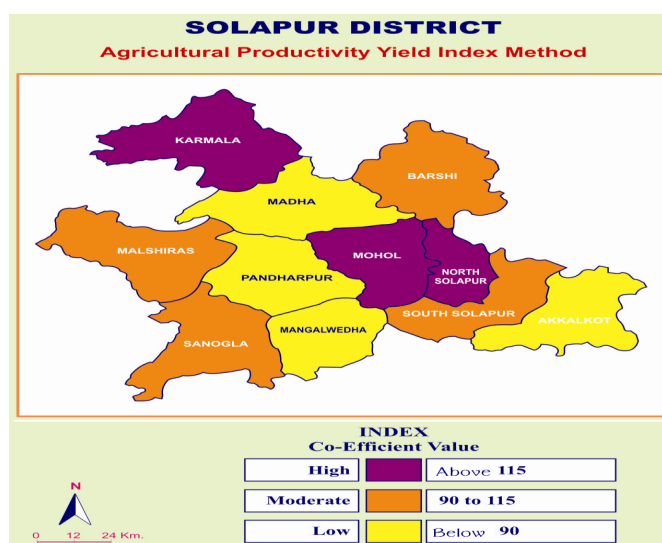 SOLAPUR DISTRICT
Agricultural Productivity Yield Index Method
KARMALA
BARSHI
MADHA
MALSHIRAS
MOHOL
NORTH
SOLAPUR
PANDHARPUR
SOUTH SOLAPUR
AKKALKOT
MANGALWEDHA
SANOGLA
INDEX
Co-Efficient Value
High Above 115
Moderate 90 to 115
Low Below 90
N
0 12 24 Km.